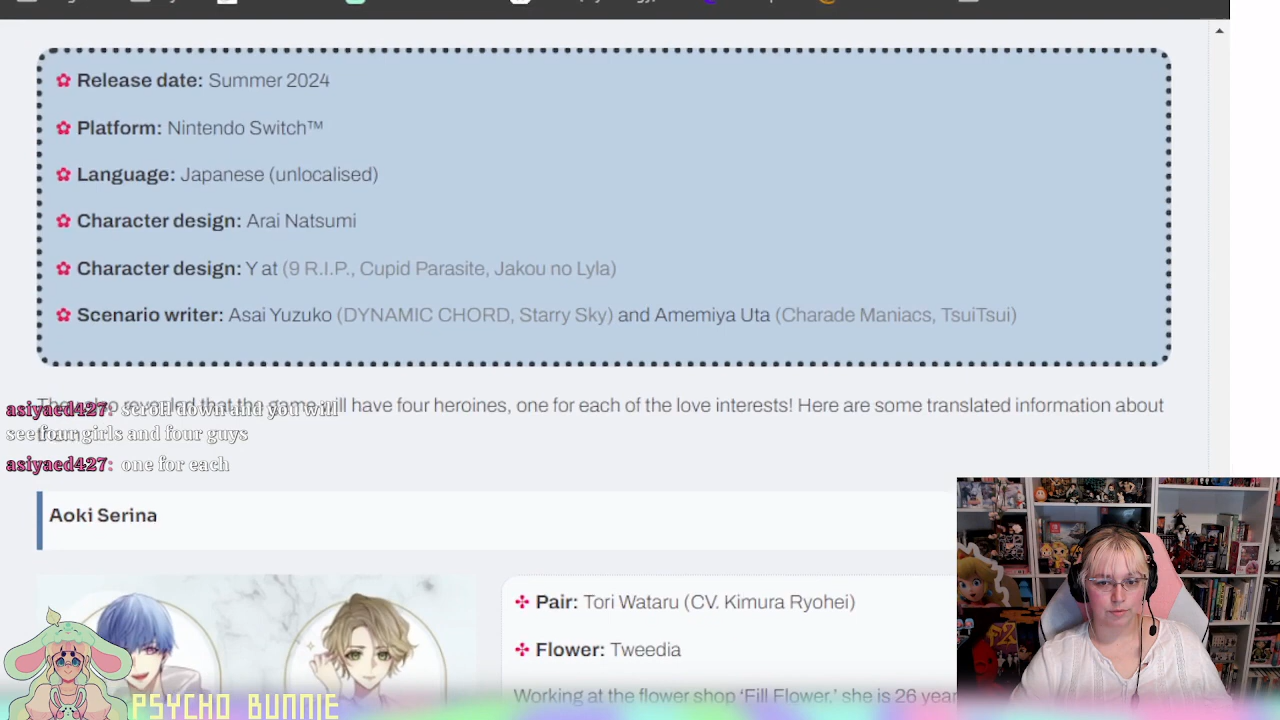 ✿ Release date: Summer 2024
✿ Platform: Nintendo Switch™
✿ Language: Japanese (unlocalised)
✿ Character design: Arai Natsumi
✿ Character design: Y at (9 R.I.P., Cupid Parasite, Jakou no Lyla)
✿ Scenario writer: Asai Yuzuko (DYNAMIC CHORD, Starry Sky) and Amemiya Uta (Charade Maniacs, TsuiTsui)
revealed that the game will have four heroines, one for each of the love interests! Here are some translated information about
asiyaed427: scroll down and you will
see four girls and four guys
asiyaed427: one for each
Aoki Serina
Pair: Tori Wataru (CV. Kimura Ryohei)
Flower: Tweedia
Working at the flower shop ‘Fill Flower,’ she is 26 year
PSYCHO BUNNIE